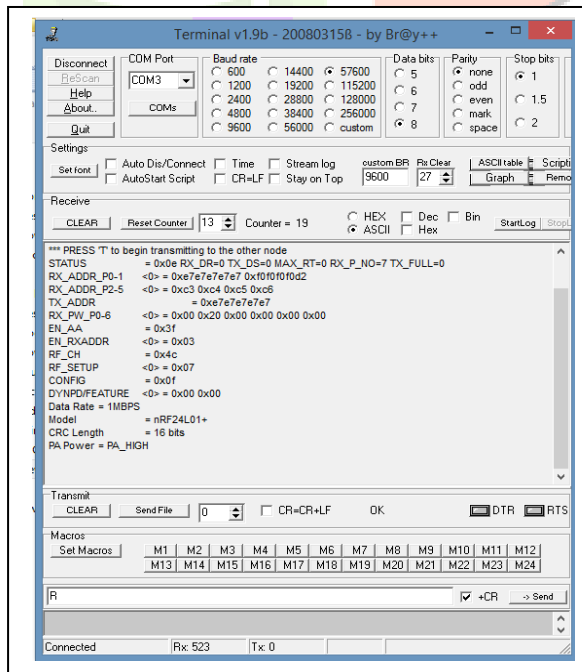 Terminal v1.9b - 20080315ß - by Br@y++
Disconnect
ReScan
Help
About..
Quit
COM Port
COM3
COMs
Baud rate
600 14400 57600
1200 19200 115200
2400 28800 128000
4800 38400 256000
9600 56000 custom
Data bits
5
6
7
8
Parity
none
odd
even
mark
space
Stop bits
1
1.5
2
Settings
Set font
Auto Dis/Connect Time Stream log
AutoStart Script CR=LF Stay on Top
custom BR Rx Clear
9600 27
ASCII table Scripti
Graph Remo
Receive
CLEAR Reset Counter 13 Counter = 19
HEX Dec Bin
ASCII Hex
StartLog StopL
*** PRESS 'T' to begin transmitting to the other node
STATUS = 0x0e RX_DR=0 TX_DS=0 MAX_RT=0 RX_P_NO=7 TX_FULL=0
RX_ADDR_P0-1 <0> = 0xe7e7e7e7e7 0xf0f0f0f0d2
RX_ADDR_P2-5 <0> = 0xc3 0xc4 0xc5 0xc6
TX_ADDR = 0xe7e7e7e7e7
RX_PW_P0-6 <0> = 0x00 0x20 0x00 0x00 0x00 0x00
EN_AA = 0x3f
EN_RXADDR <0> = 0x03
RF_CH = 0x4c
RF_SETUP <0> = 0x07
CONFIG = 0x0f
DYNPD/FEATURE <0> = 0x00 0x00
Data Rate = 1MBPS
Model = nRF24L01+
CRC Length = 16 bits
PA Power = PA_HIGH
Transmit
CLEAR Send File 0 CR=CR+LF OK DTR RTS
Macros
Set Macros
M1 M2 M3 M4 M5 M6 M7 M8 M9 M10 M11 M12
M13 M14 M15 M16 M17 M18 M19 M20 M21 M22 M23 M24
R
+CR -> Send
Connected Rx: 523 Tx: 0